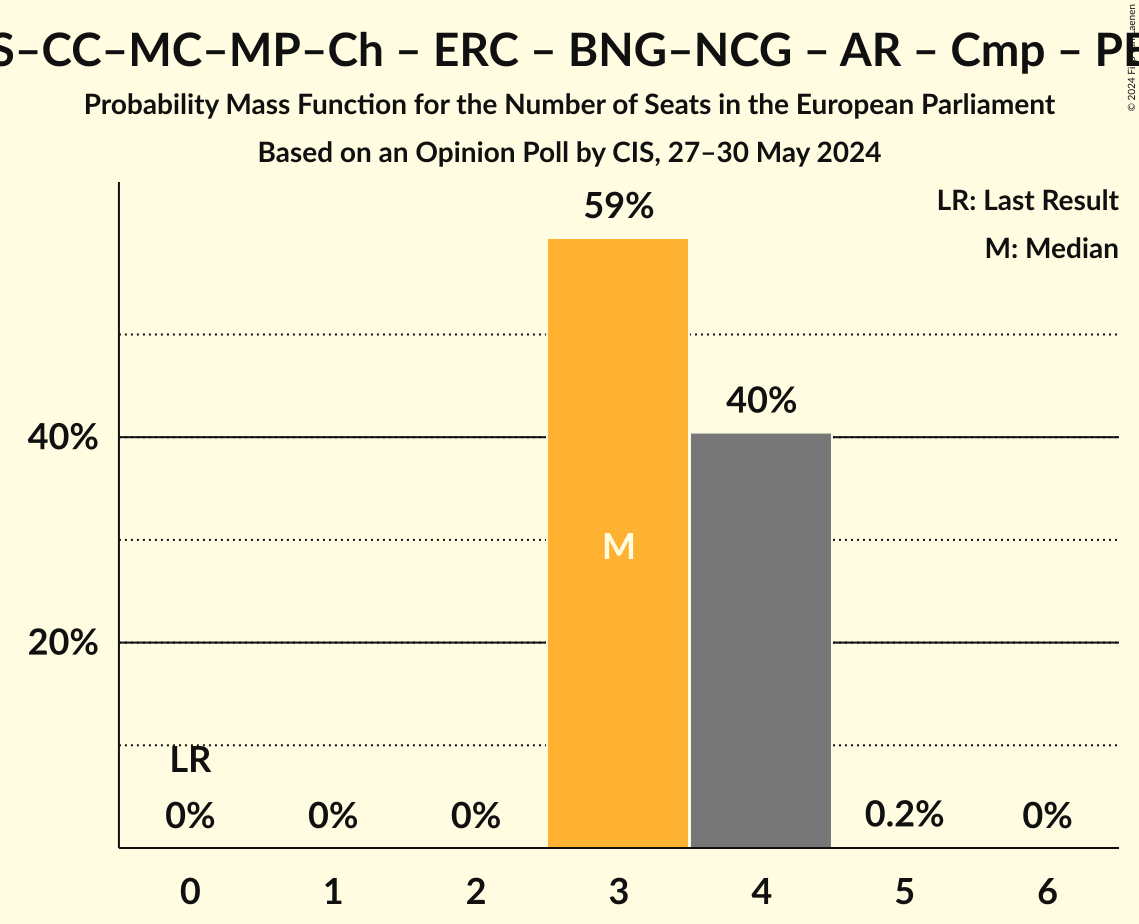 S–CC–MC–MP–Ch – ERC – BNG–NCG – AR – Cmp –
Probability Mass Function for the Number of Seats in the European Parliament
Based on an Opinion Poll by CIS, 27–30 May 2024
LR: Last Result
M: Median
59%
40%
40%
M
20%
LR
0% 0% 0% 0.2% 0%
0 1 2 3 4 5 6
© 2024